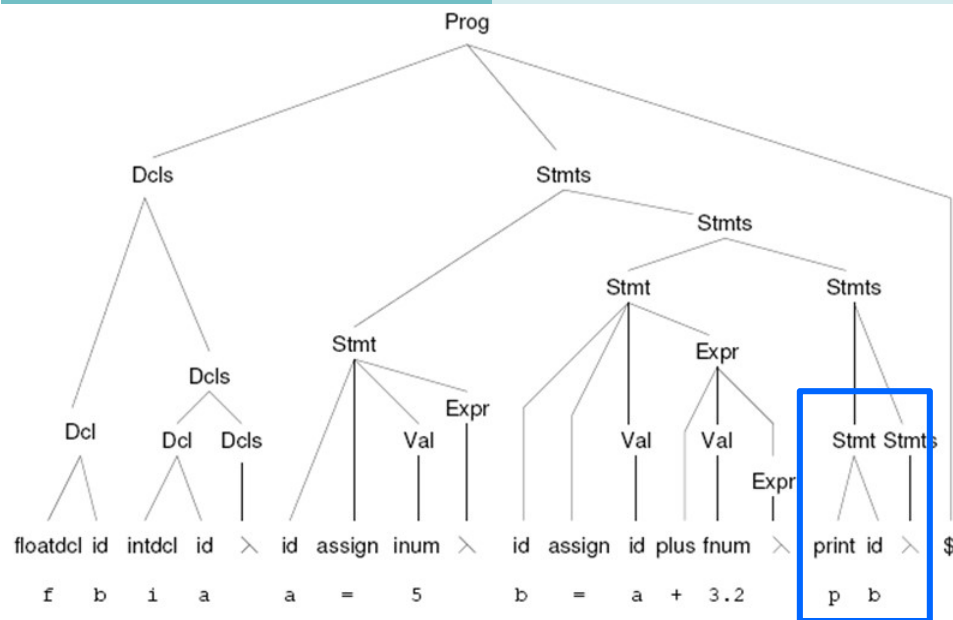 Prog
Dcls Stmts
Stmts
Stmt Stmts
Stmt
Expr
Dcls
Expr
Dcl Dcl Dcls Val Val Val Stmt Stmts
Expr
floatdcl id intdcl id λ id assign inum λ id assign id plus fnum λ print id λ $
f b i a a = 5 b = a + 3.2 p b